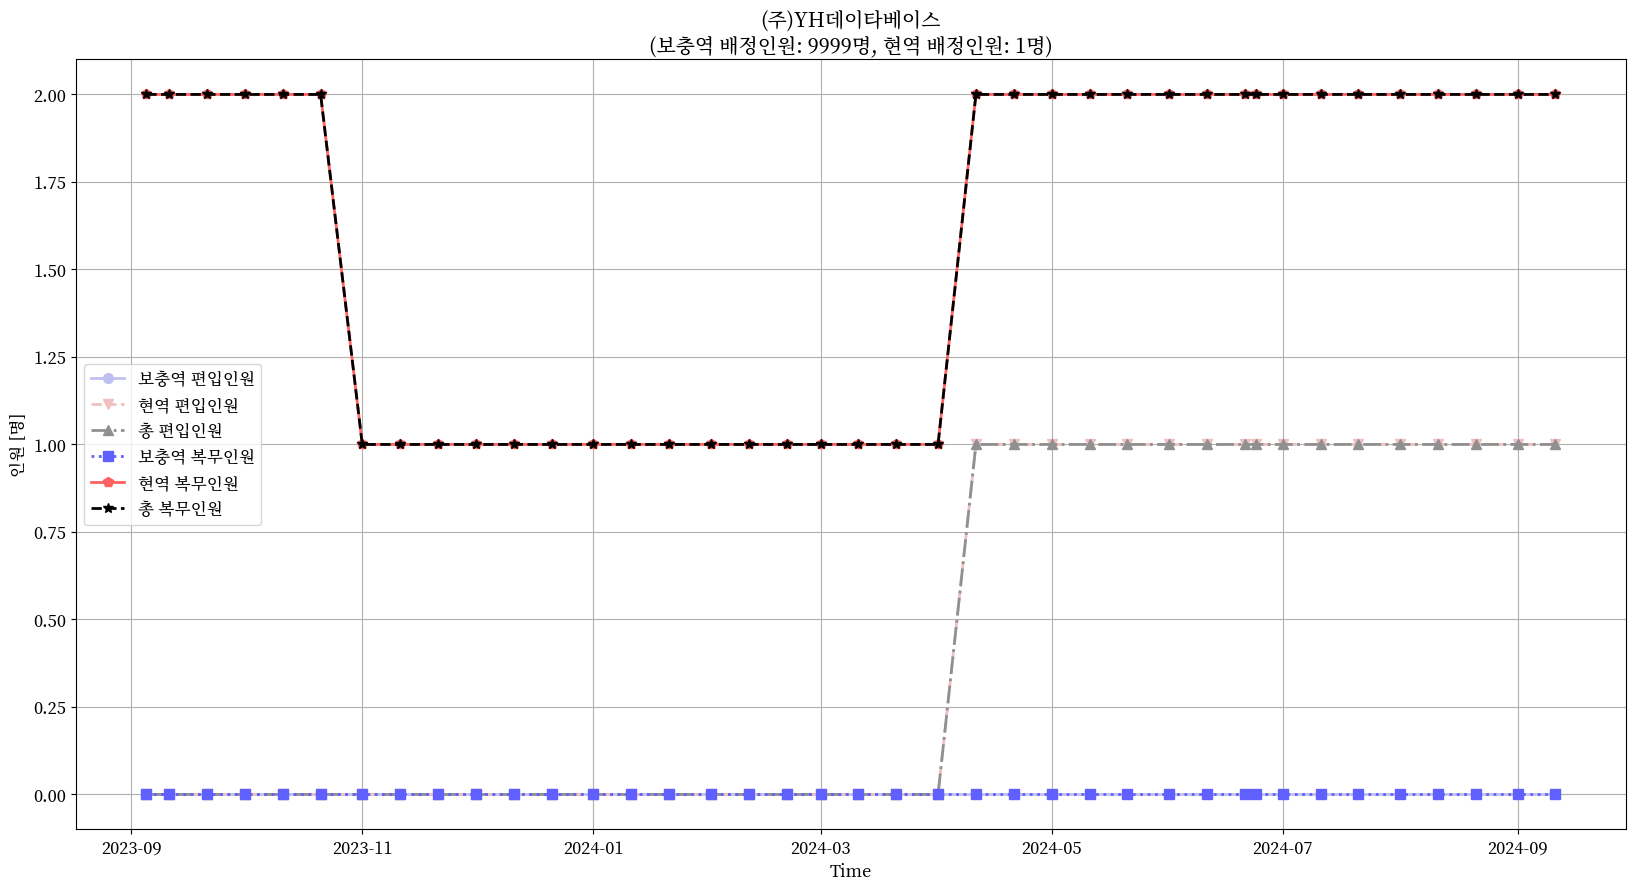 (주)YH데이타베이스
(보충역 배정인원: 9999명, 현역 배정인원: 1명)
인원 [명]
2.00
1.75
1.50
1.25
1.00
0.75
0.50
0.25
0.00
보충역 편입인원
현역 편입인원
총 편입인원
보충역 복무인원
현역 복무인원
총 복무인원
2023-09 2023-11 2024-01 2024-03 2024-05 2024-07 2024-09
Time